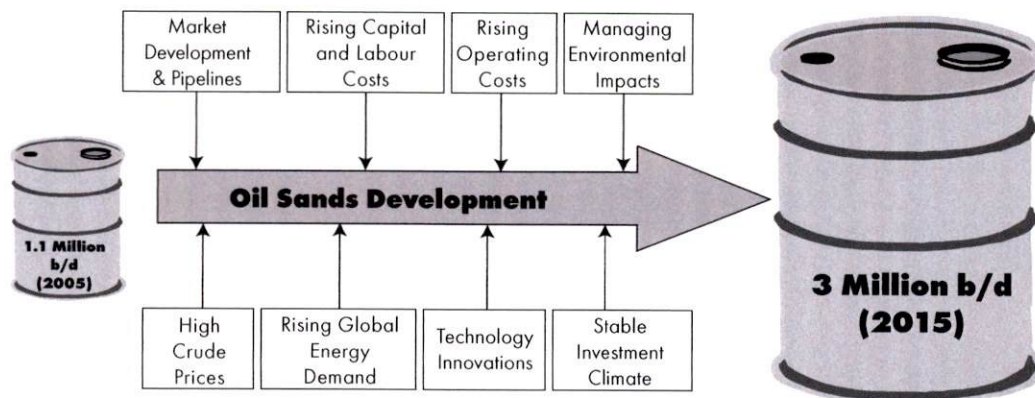 Market
Development
& Pipelines
Rising Capital
and Labour
Costs
Rising
Operating
Costs
Managing
Environmental
Impacts
1.1 Million
b/d
(2005)
Oil Sands Development
3 Million b/d
(2015)
High
Crude
Prices
Rising Global
Energy
Demand
Technology
Innovations
Stable
Investment
Climate